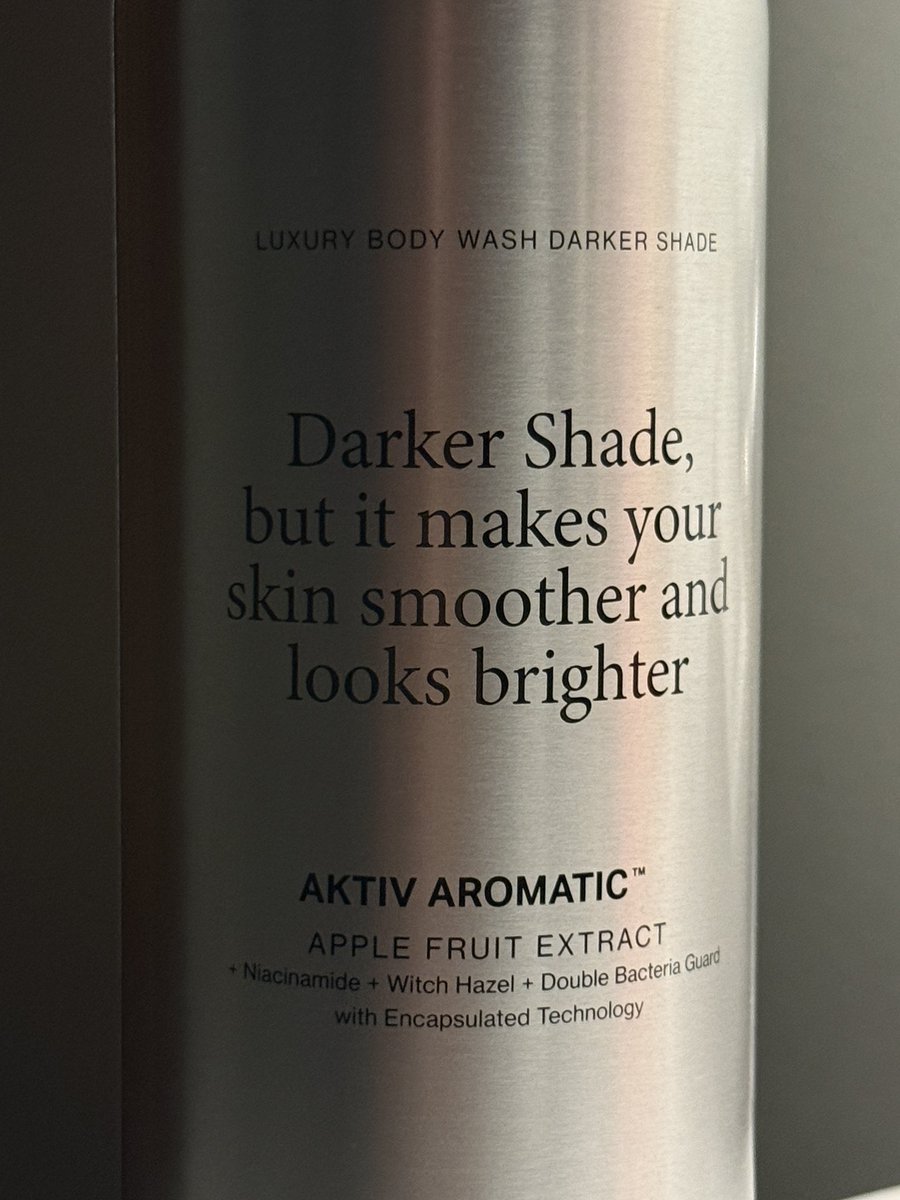 LUXURY BODY WASH DARKER SHADE
Darker Shade,
but it makes your
skin smoother and
looks brighter
AKTIV AROMATIC™
APPLE FRUIT EXTRACT
+ Niacinamide + Witch Hazel + Double Bacteria Guard
with Encapsulated Technology